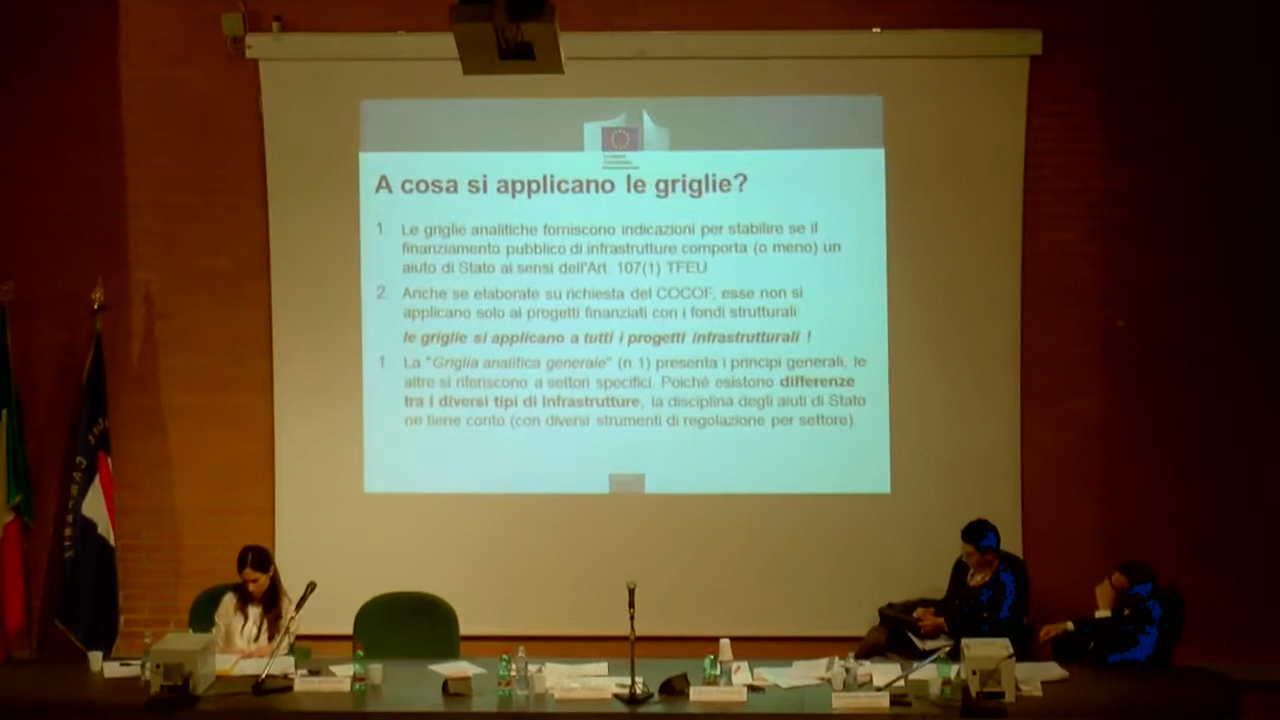 A cosa si applicano le griglie?
1. Le griglie analitiche forniscono indicazioni per stabilire se il
finanziamento pubblico di infrastrutture comporta (o meno) un
aiuto di Stato ai sensi dell'Art. 107(1) TFEU
2. Anche se elaborate su richiesta del COCOF, esse non si
applicano solo ai progetti finanziati con i fondi strutturali:
le griglie si applicano a tutti i progetti infrastrutturali !
1. La "Griglia analitica generale" (n 1) presenta i principi generali, le
altre si riferiscono a settori specifici. Poiché esistono differenze
tra i diversi tipi di infrastrutture, la disciplina degli aiuti di Stato
ne tiene conto (con diversi strumenti di regolazione per settore)